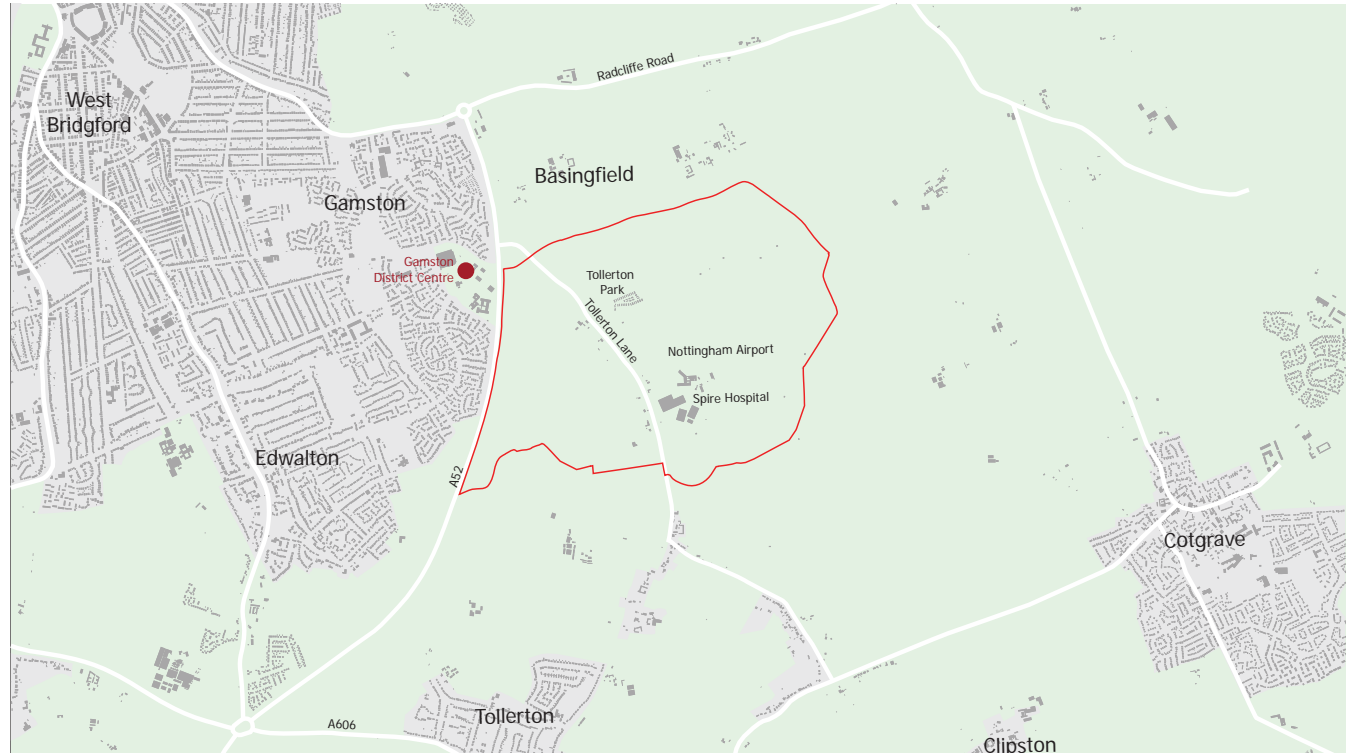 Radcliffe Road
West
Bridgford
Basingfield
Gamston
Gamston
District Centre
Tollerton
Park
Tollerton Lane
Nottingham Airport
Spire Hospital
Edwalton
A52
Cotgrave
Tollerton
A606
Clipston